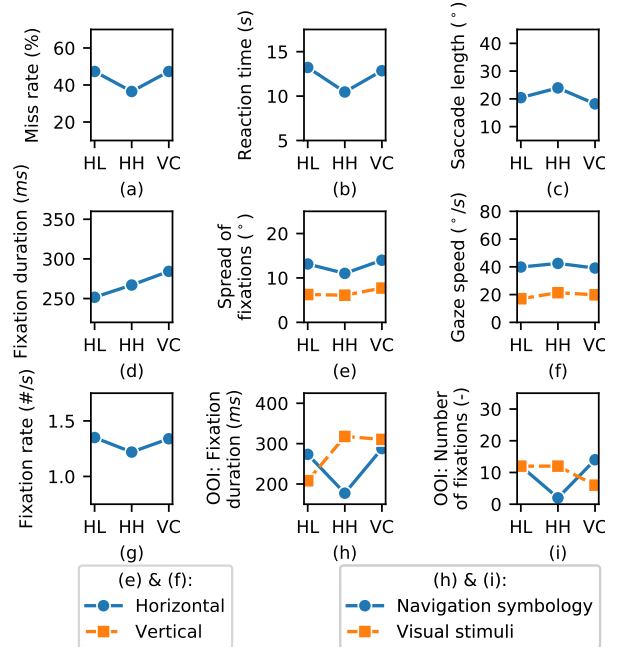 Miss rate (%)
60
40
20
HL HH VC
(a)
Reaction time (s)
15
10
5
HL HH VC
(b)
Saccade length (°)
40
30
20
10
HL HH VC
(c)
Fixation duration (ms)
350
300
250
HL HH VC
(d)
Spread of
fixations (°)
20
10
0
HL HH VC
(e)
Gaze speed (°/s)
80
60
40
20
0
HL HH VC
(f)
Fixation rate (#/s)
1.5
1.0
HL HH VC
(g)
OOI: Fixation
duration (ms)
400
300
200
HL HH VC
(h)
OOI: Number
of fixations (-)
30
20
10
0
HL HH VC
(i)
(e) & (f):
Horizontal
Vertical
(h) & (i):
Navigation symbology
Visual stimuli